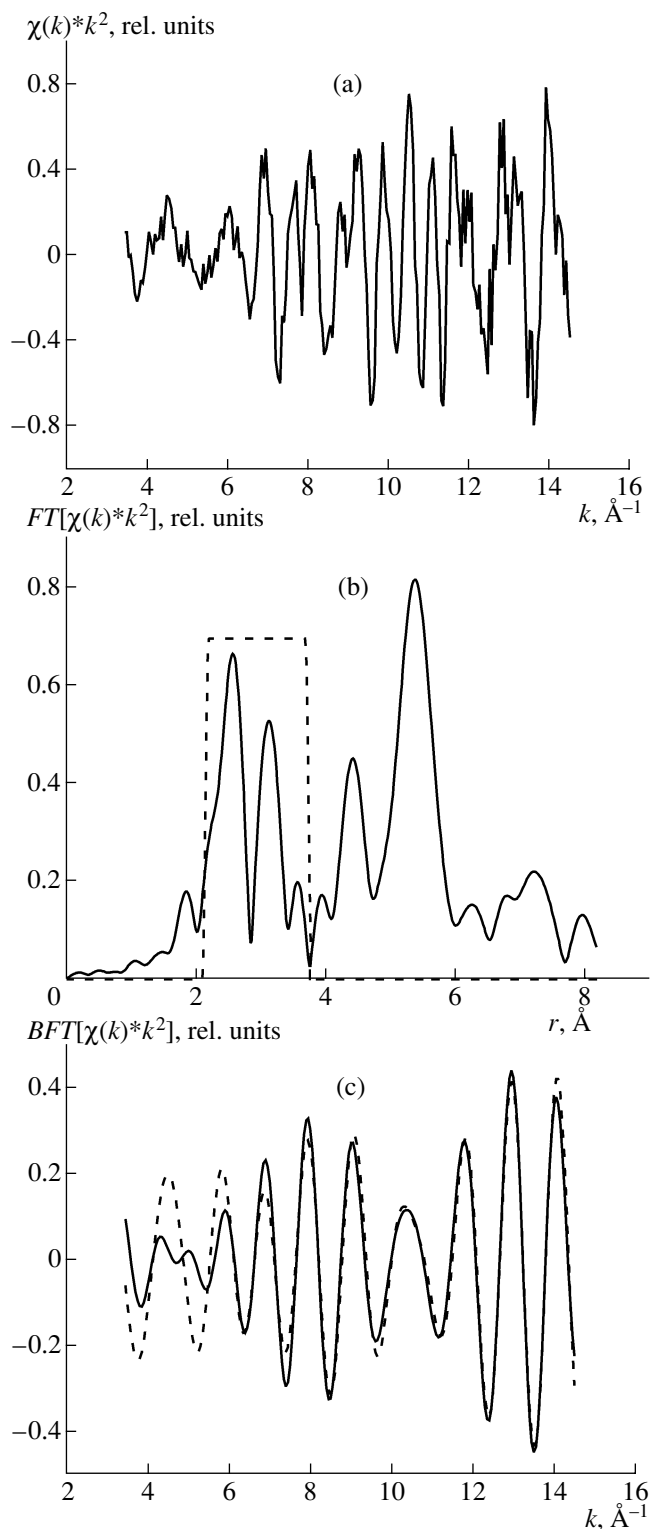 χ(k)*k², rel. units
(a)
0.8
0.4
0
−0.4
−0.8
2 4 6 8 10 12 14 16
k, Å⁻¹
FT[χ(k)*k²], rel. units
(b)
0.8
0.6
0.4
0.2
0 2 4 6 8
r, Å
BFT[χ(k)*k²], rel. units
(c)
0.4
0.2
0
−0.2
−0.4
2 4 6 8 10 12 14 16
k, Å⁻¹